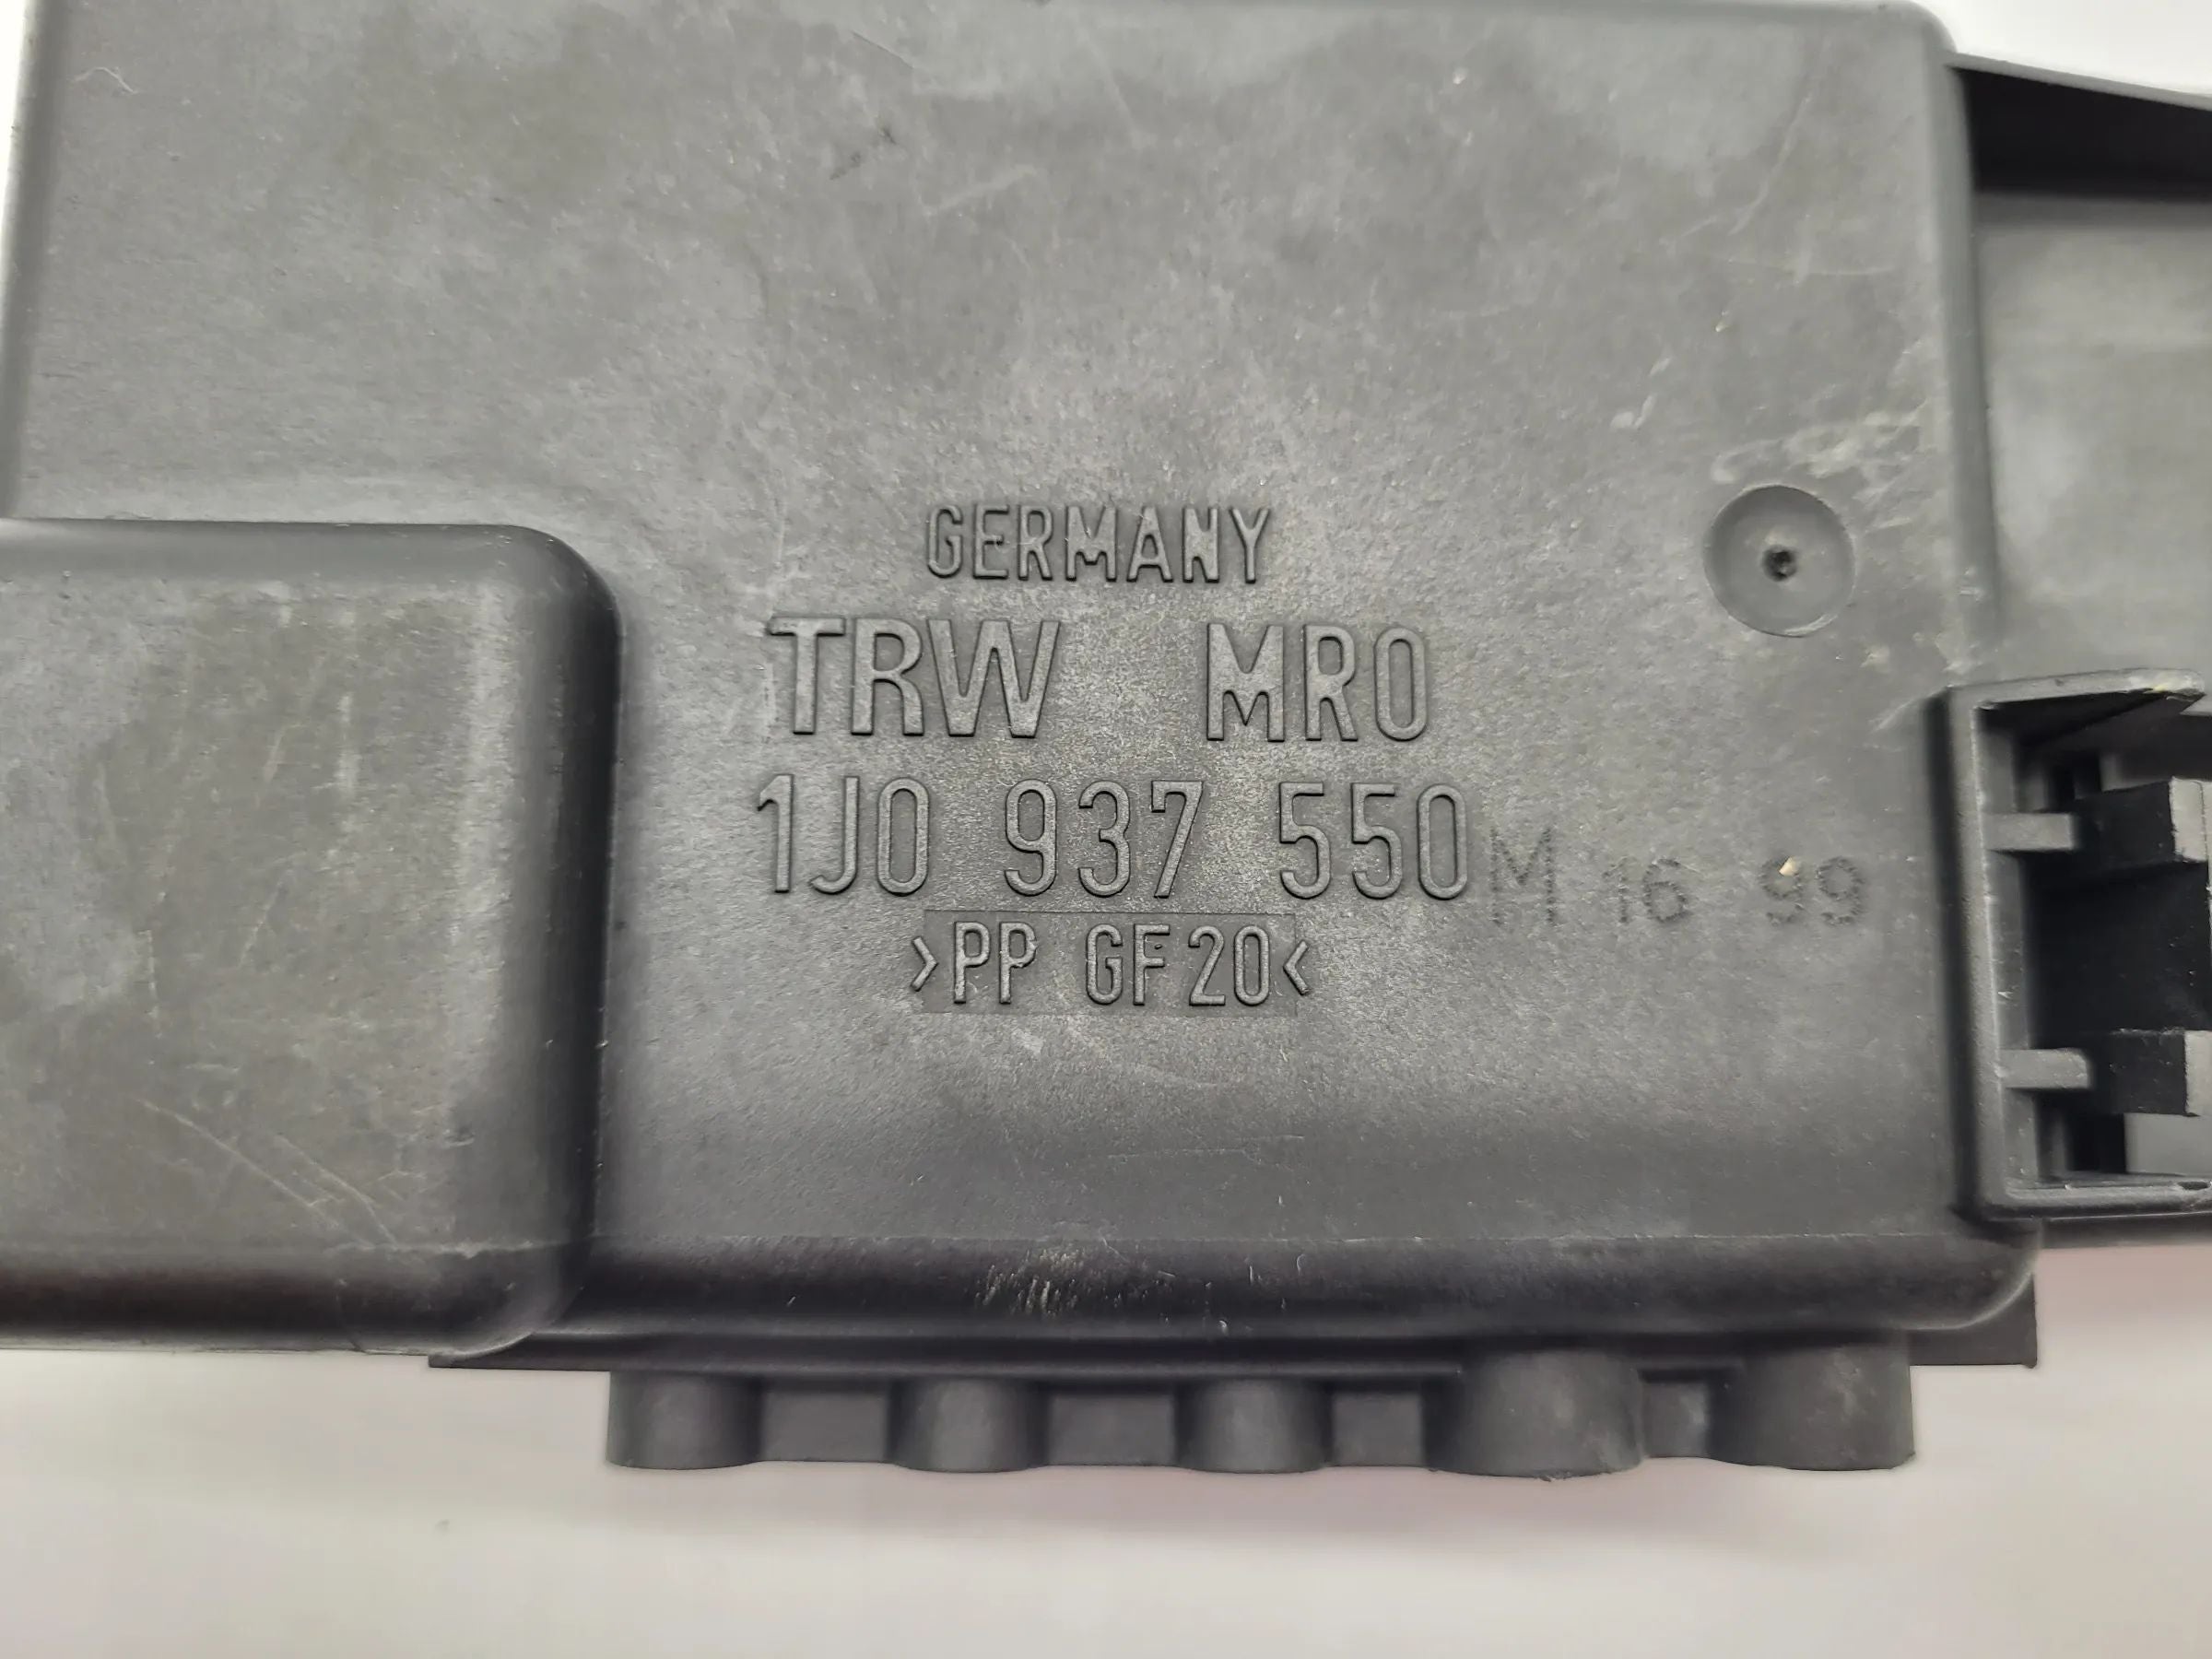 GERMANY
TRW MRO
1J0 937 550 M 16 99
>PP GF20<